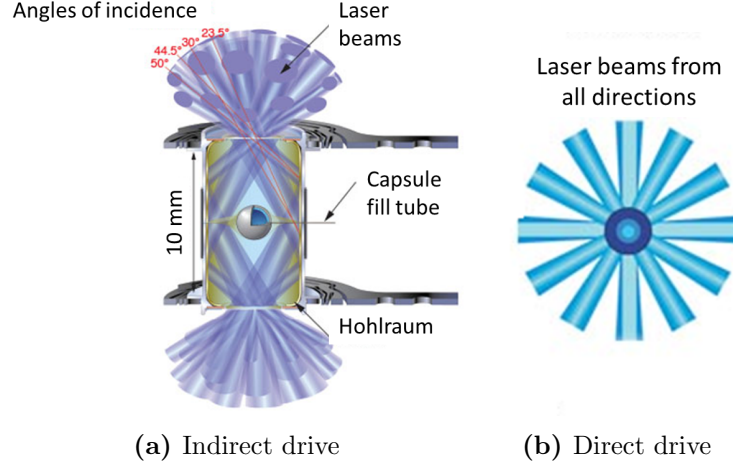 Angles of incidence
23.5°
30°
44.5°
50°
Laser
beams
10 mm
Capsule
fill tube
Hohlraum
(a) Indirect drive
Laser beams from
all directions
(b) Direct drive